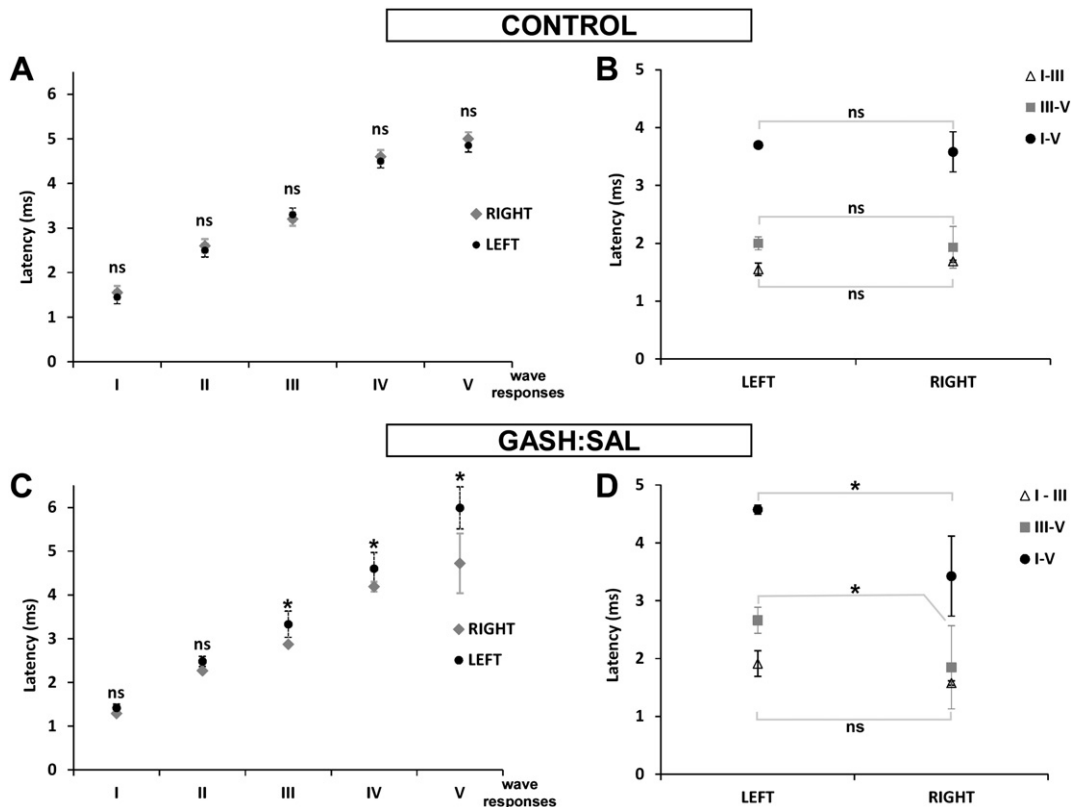 CONTROL
A
Latency (ms)
6
5
4
3
2
1
0
ns
ns
ns
ns
ns
RIGHT
LEFT
I
II
III
IV
V
wave
responses
B
Latency (ms)
5
4
3
2
1
0
ns
ns
ns
I-III
III-V
I-V
LEFT
RIGHT
GASH:SAL
C
Latency (ms)
6
5
4
3
2
1
0
ns
ns
*
*
*
RIGHT
LEFT
I
II
III
IV
V
wave
responses
D
Latency (ms)
5
4
3
2
1
0
*
*
ns
I - III
III-V
I-V
LEFT
RIGHT